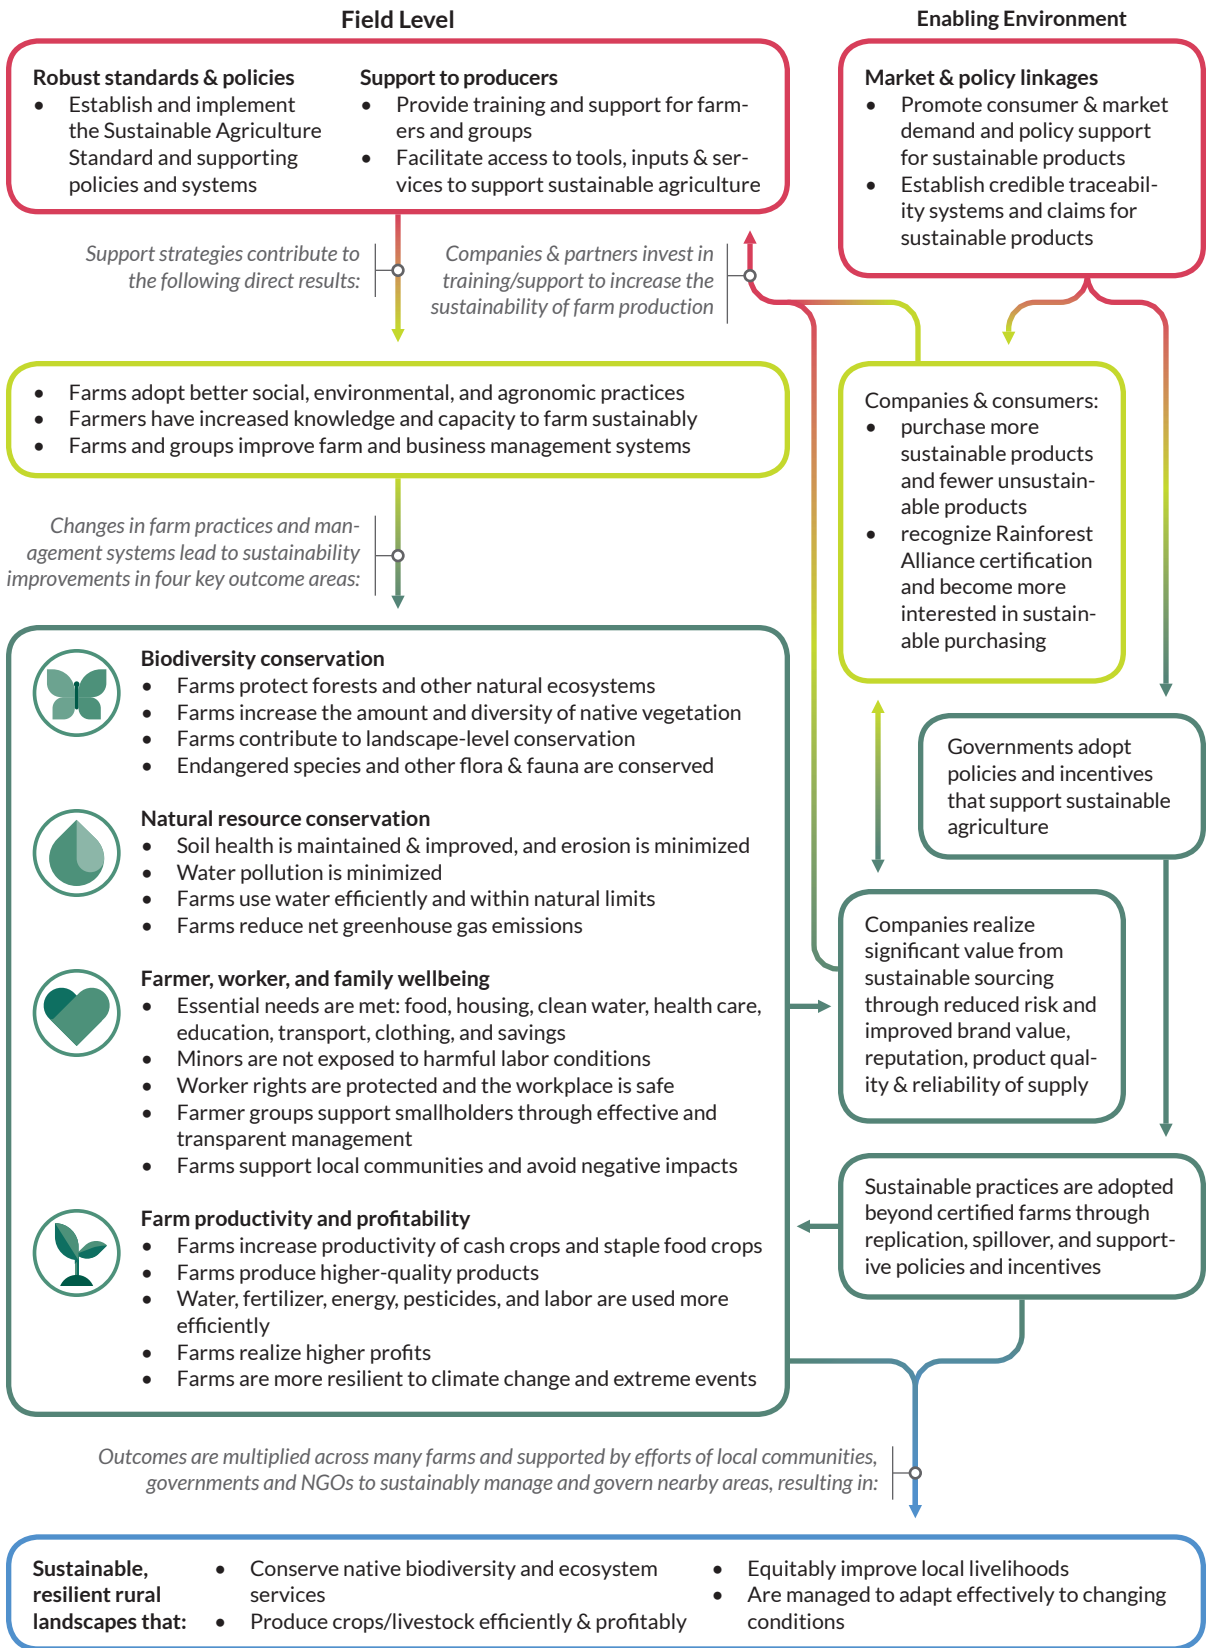 Field Level
Robust standards & policies
• Establish and implement
the Sustainable Agriculture
Standard and supporting
policies and systems
Support to producers
• Provide training and support for farm-
ers and groups
• Facilitate access to tools, inputs & ser-
vices to support sustainable agriculture
Enabling Environment
Market & policy linkages
• Promote consumer & market
demand and policy support
for sustainable products
• Establish credible traceabil-
ity systems and claims for
sustainable products
Support strategies contribute to
the following direct results:
Companies & partners invest in
training/support to increase the
sustainability of farm production
• Farms adopt better social, environmental, and agronomic practices
• Farmers have increased knowledge and capacity to farm sustainably
• Farms and groups improve farm and business management systems
Companies & consumers:
• purchase more
sustainable products
and fewer unsustain-
able products
• recognize Rainforest
Alliance certification
and become more
interested in sustain-
able purchasing
Changes in farm practices and man-
agement systems lead to sustainability
improvements in four key outcome areas:
Biodiversity conservation
• Farms protect forests and other natural ecosystems
• Farms increase the amount and diversity of native vegetation
• Farms contribute to landscape-level conservation
• Endangered species and other flora & fauna are conserved
Natural resource conservation
• Soil health is maintained & improved, and erosion is minimized
• Water pollution is minimized
• Farms use water efficiently and within natural limits
• Farms reduce net greenhouse gas emissions
Farmer, worker, and family wellbeing
• Essential needs are met: food, housing, clean water, health care,
education, transport, clothing, and savings
• Minors are not exposed to harmful labor conditions
• Worker rights are protected and the workplace is safe
• Farmer groups support smallholders through effective and
transparent management
• Farms support local communities and avoid negative impacts
Farm productivity and profitability
• Farms increase productivity of cash crops and staple food crops
• Farms produce higher-quality products
• Water, fertilizer, energy, pesticides, and labor are used more
efficiently
• Farms realize higher profits
• Farms are more resilient to climate change and extreme events
Governments adopt
policies and incentives
that support sustainable
agriculture
Companies realize
significant value from
sustainable sourcing
through reduced risk and
improved brand value,
reputation, product qual-
ity & reliability of supply
Sustainable practices are adopted
beyond certified farms through
replication, spillover, and support-
ive policies and incentives
Outcomes are multiplied across many farms and supported by efforts of local communities,
governments and NGOs to sustainably manage and govern nearby areas, resulting in:
Sustainable,
resilient rural
landscapes that:
• Conserve native biodiversity and ecosystem
services
• Produce crops/livestock efficiently & profitably
• Equitably improve local livelihoods
• Are managed to adapt effectively to changing
conditions